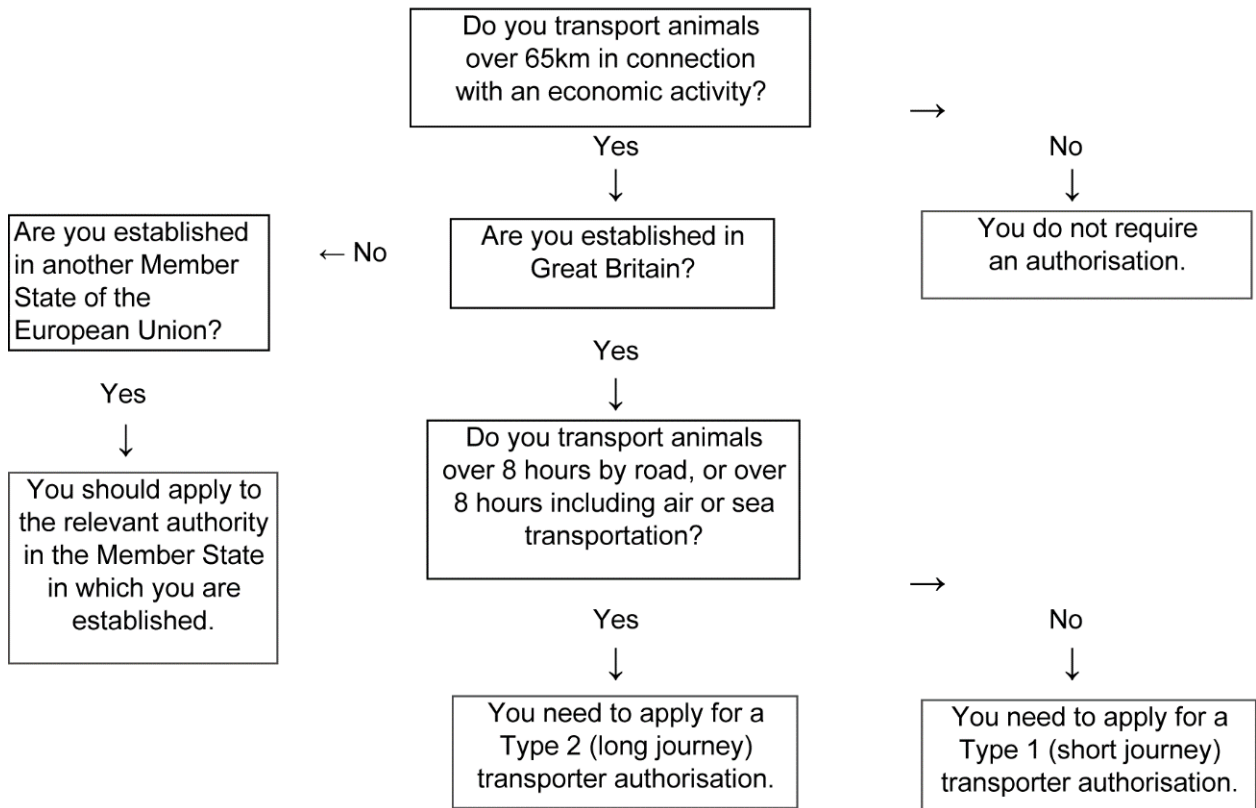 Do you transport animals
over 65km in connection
with an economic activity?
→
Yes
No
↓
↓
Are you established
in another Member
State of the
European Union?
← No
Are you established in
Great Britain?
You do not require
an authorisation.
Yes
Yes
↓
↓
You should apply to
the relevant authority
in the Member State
in which you are
established.
Do you transport animals
over 8 hours by road, or over
8 hours including air or sea
transportation?
→
Yes
No
↓
↓
You need to apply for a
Type 2 (long journey)
transporter authorisation.
You need to apply for a
Type 1 (short journey)
transporter authorisation.